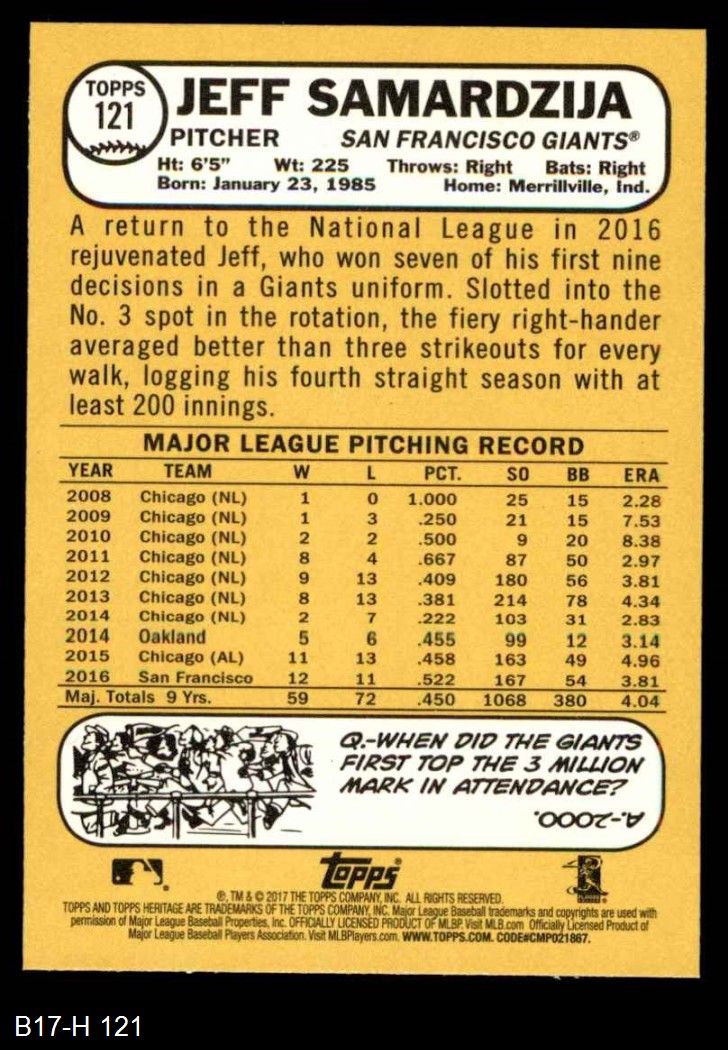 TOPPS
121
JEFF SAMARDZIJA
PITCHER SAN FRANCISCO GIANTS®
Ht: 6'5" Wt: 225 Throws: Right Bats: Right
Born: January 23, 1985 Home: Merrillville, Ind.
A return to the National League in 2016
rejuvenated Jeff, who won seven of his first nine
decisions in a Giants uniform. Slotted into the
No. 3 spot in the rotation, the fiery right-hander
averaged better than three strikeouts for every
walk, logging his fourth straight season with at
least 200 innings.
MAJOR LEAGUE PITCHING RECORD
YEAR TEAM W L PCT. SO BB ERA
2008 Chicago (NL) 1 0 1.000 25 15 2.28
2009 Chicago (NL) 1 3 .250 21 15 7.53
2010 Chicago (NL) 2 2 .500 9 20 8.38
2011 Chicago (NL) 8 4 .667 87 50 2.97
2012 Chicago (NL) 9 13 .409 180 56 3.81
2013 Chicago (NL) 8 13 .381 214 78 4.34
2014 Chicago (NL) 2 7 .222 103 31 2.83
2014 Oakland 5 6 .455 99 12 3.14
2015 Chicago (AL) 11 13 .458 163 49 4.96
2016 San Francisco 12 11 .522 167 54 3.81
Maj. Totals 9 Yrs. 59 72 .450 1068 380 4.04
Q.-WHEN DID THE GIANTS
FIRST TOP THE 3 MILLION
MARK IN ATTENDANCE?
A.-2000.
Topps®
®, TM & © 2017 THE TOPPS COMPANY, INC. ALL RIGHTS RESERVED.
TOPPS AND TOPPS HERITAGE ARE TRADEMARKS OF THE TOPPS COMPANY, INC. Major League Baseball trademarks and copyrights are used with
permission of Major League Baseball Properties, Inc. OFFICIALLY LICENSED PRODUCT OF MLBP. Visit MLB.com Officially Licensed Product of
Major League Baseball Players Association. Visit MLBPlayers.com. WWW.TOPPS.COM. CODE#CMP021867.
B17-H 121